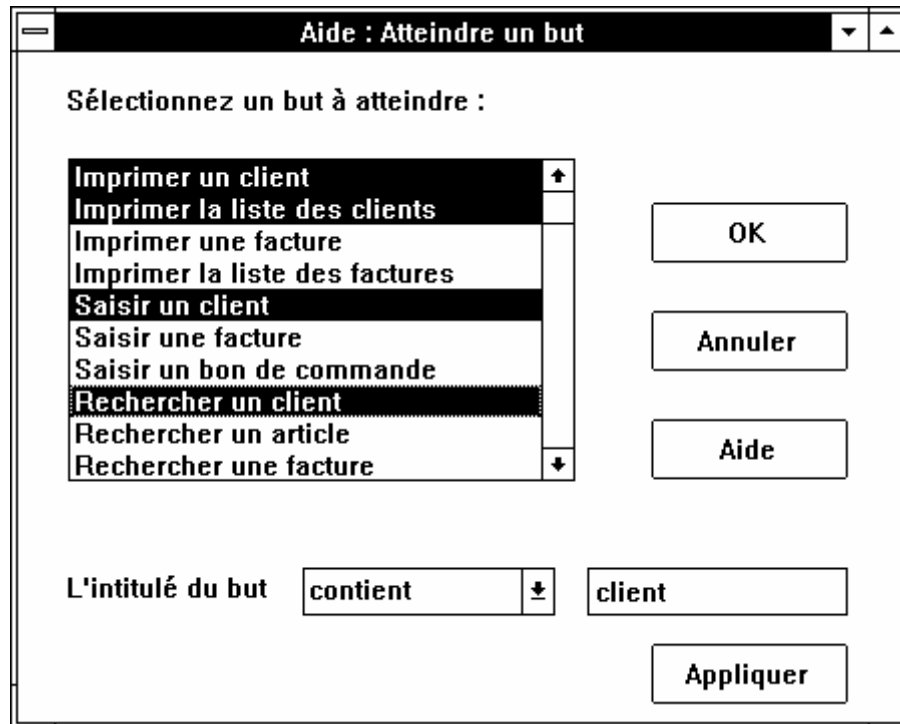 Aide : Atteindre un but
Sélectionnez un but à atteindre :
Imprimer un client
Imprimer la liste des clients
Imprimer une facture
Imprimer la liste des factures
Saisir un client
Saisir une facture
Saisir un bon de commande
Rechercher un client
Rechercher un article
Rechercher une facture
OK
Annuler
Aide
L'intitulé du but contient client
Appliquer